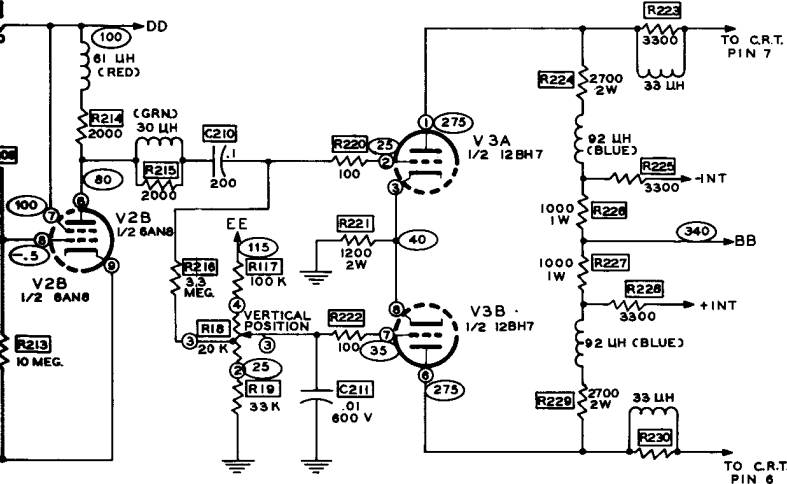 R223
DD
100
3300
TO C.R.T.
PIN 7
61 UH
(RED)
R224
2700
2W
33 UH
R214
2000
(GRN)
30 UH
C210
.1
200
R220
25
2
100
1
275
V3A
1/2 12BH7
92 UH
(BLUE)
R215
2000
80
R225
3300
-INT
3
100
7
6
V2B
1/2 6AN8
8
-.5
9
V2B
1/2 6AN8
EE
115
R221
1200
2W
40
1000
1W
R226
340
BB
R216
3.3
MEG.
R117
100 K
4
1000
1W
R227
VERTICAL
POSITION
R18
3
20 K
3
R222
100
7
35
8
V3B
1/2 12BH7
R228
3300
+INT
R213
10 MEG.
2
25
R19
33 K
C211
.01
600 V
6
275
92 UH (BLUE)
R229
2700
2W
33 UH
R230
TO C.R.T.
PIN 6